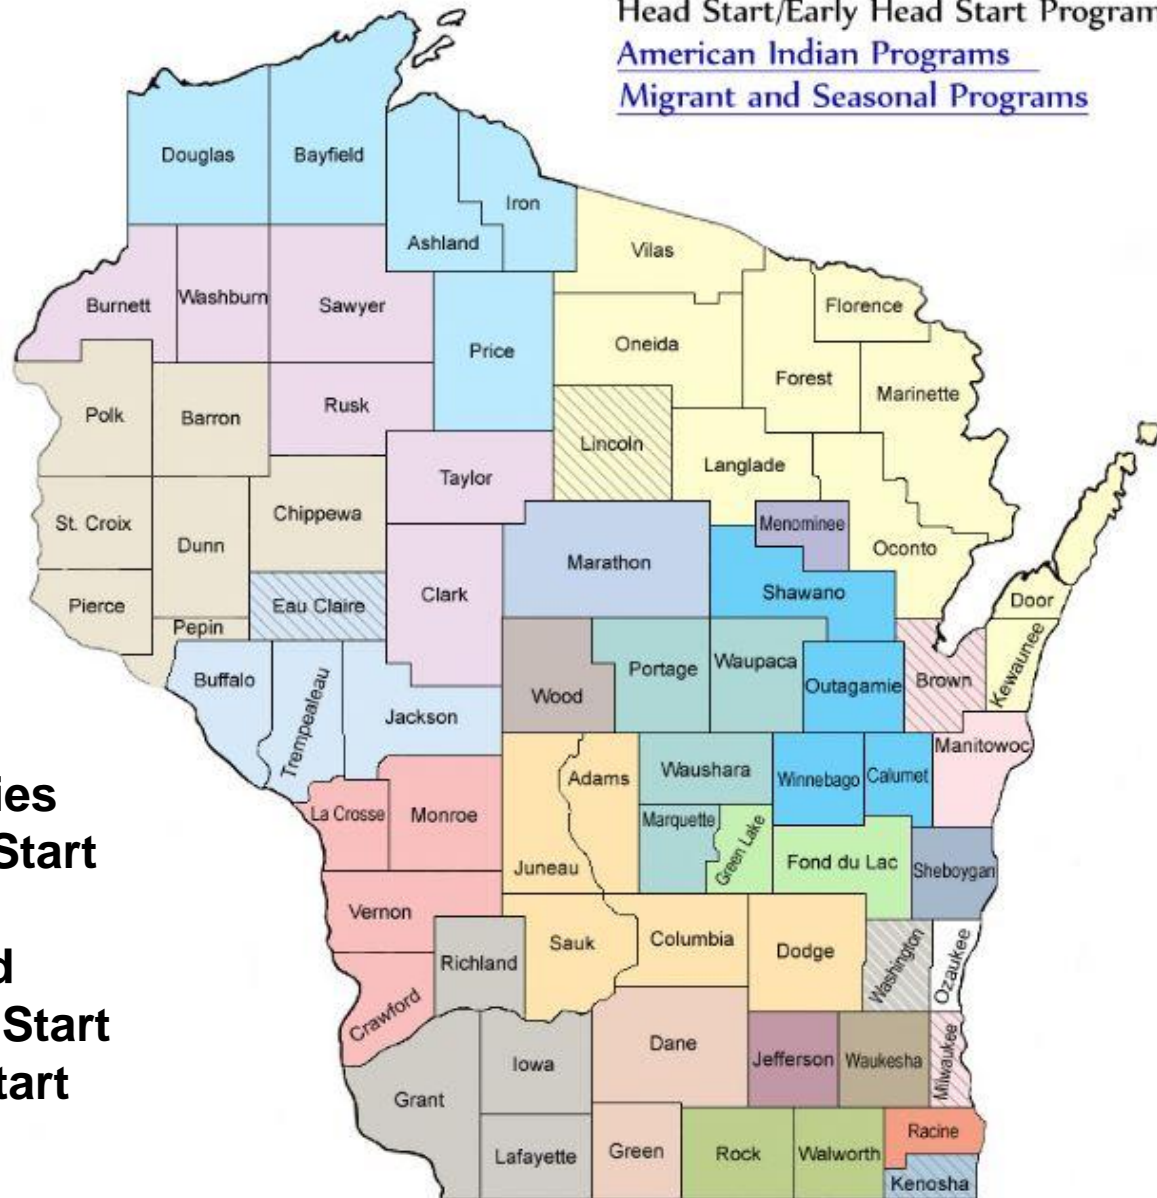 Head Start/Early Head Start Program
American Indian Programs
Migrant and Seasonal Programs
Douglas
Bayfield
Iron
Ashland
Vilas
Burnett
Washburn
Sawyer
Florence
Price
Oneida
Forest
Marinette
Polk
Barron
Rusk
Lincoln
Langlade
Taylor
St. Croix
Chippewa
Menominee
Dunn
Marathon
Oconto
Pierce
Eau Claire
Clark
Shawano
Door
Pepin
Buffalo
Trempealeau
Jackson
Wood
Portage
Waupaca
Outagamie
Brown
Kewaunee
Manitowoc
ies
La Crosse
Monroe
Adams
Waushara
Winnebago
Calumet
Start
Juneau
Marquette
Green Lake
Fond du Lac
Sheboygan
Vernon
Richland
Sauk
Columbia
Dodge
Washington
Ozaukee
d
Start
Crawford
Iowa
Dane
Jefferson
Waukesha
Milwaukee
tart
Grant
Lafayette
Green
Rock
Walworth
Racine
Kenosha